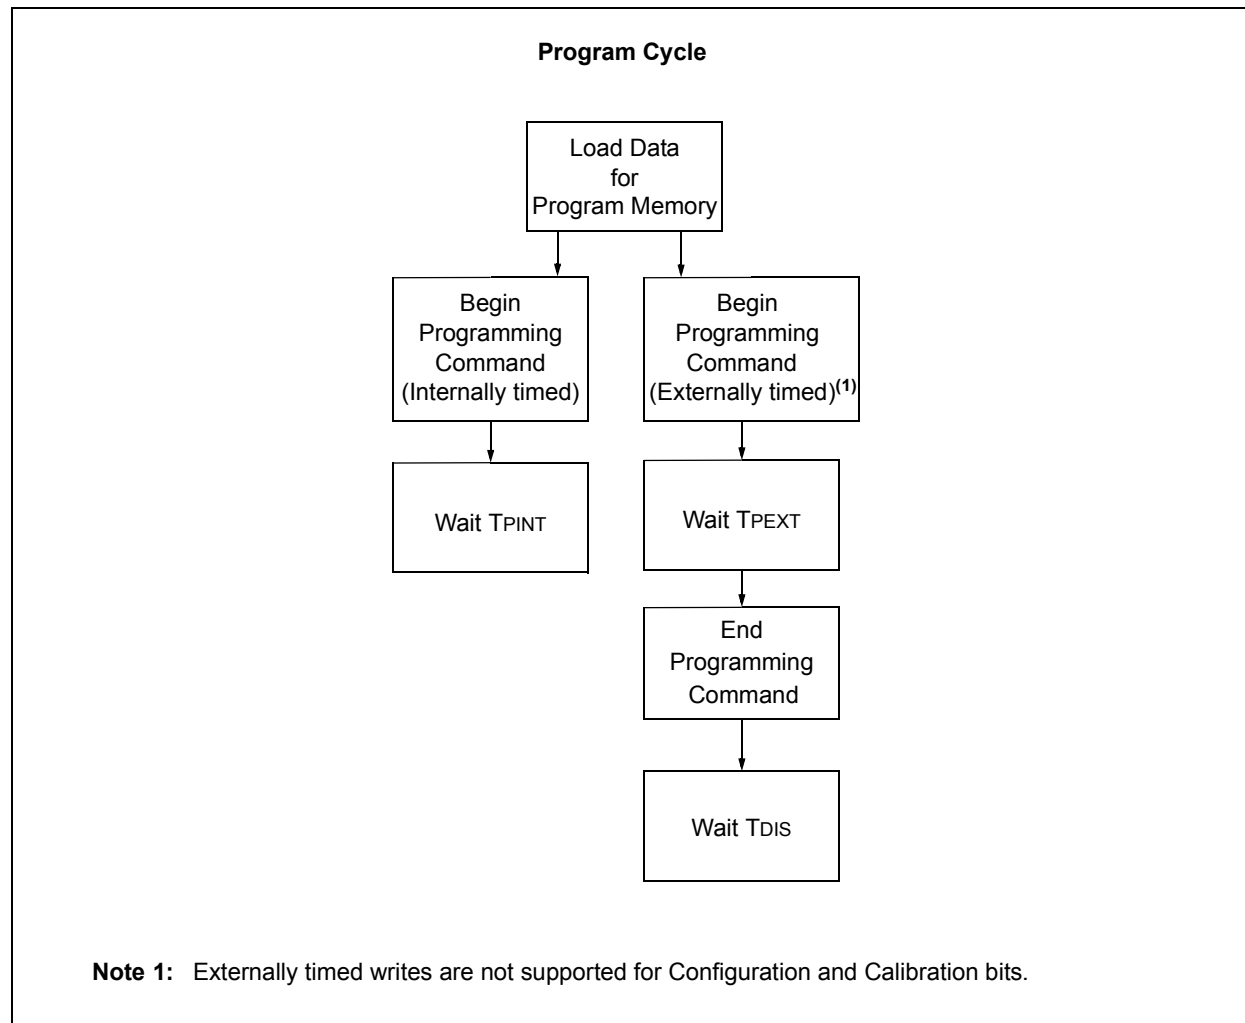 Program Cycle
Load Data
for
Program Memory
Begin
Programming
Command
(Internally timed)
Begin
Programming
Command
(Externally timed)(1)
Wait TPINT
Wait TPEXT
End
Programming
Command
Wait TDIS
Note 1: Externally timed writes are not supported for Configuration and Calibration bits.